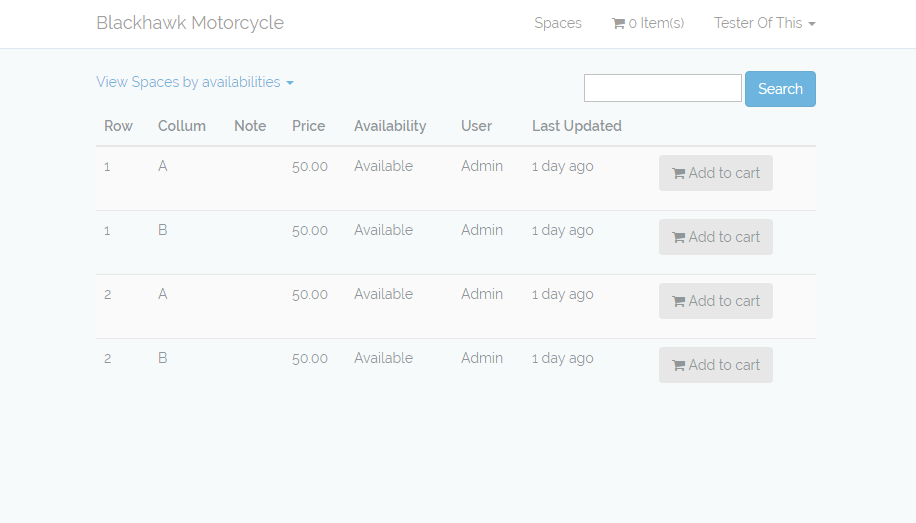 Blackhawk Motorcycle Spaces 0 Item(s) Tester Of This
View Spaces by availabilities Search
Row Collum Note Price Availability User Last Updated
1 A 50.00 Available Admin 1 day ago Add to cart
1 B 50.00 Available Admin 1 day ago Add to cart
2 A 50.00 Available Admin 1 day ago Add to cart
2 B 50.00 Available Admin 1 day ago Add to cart